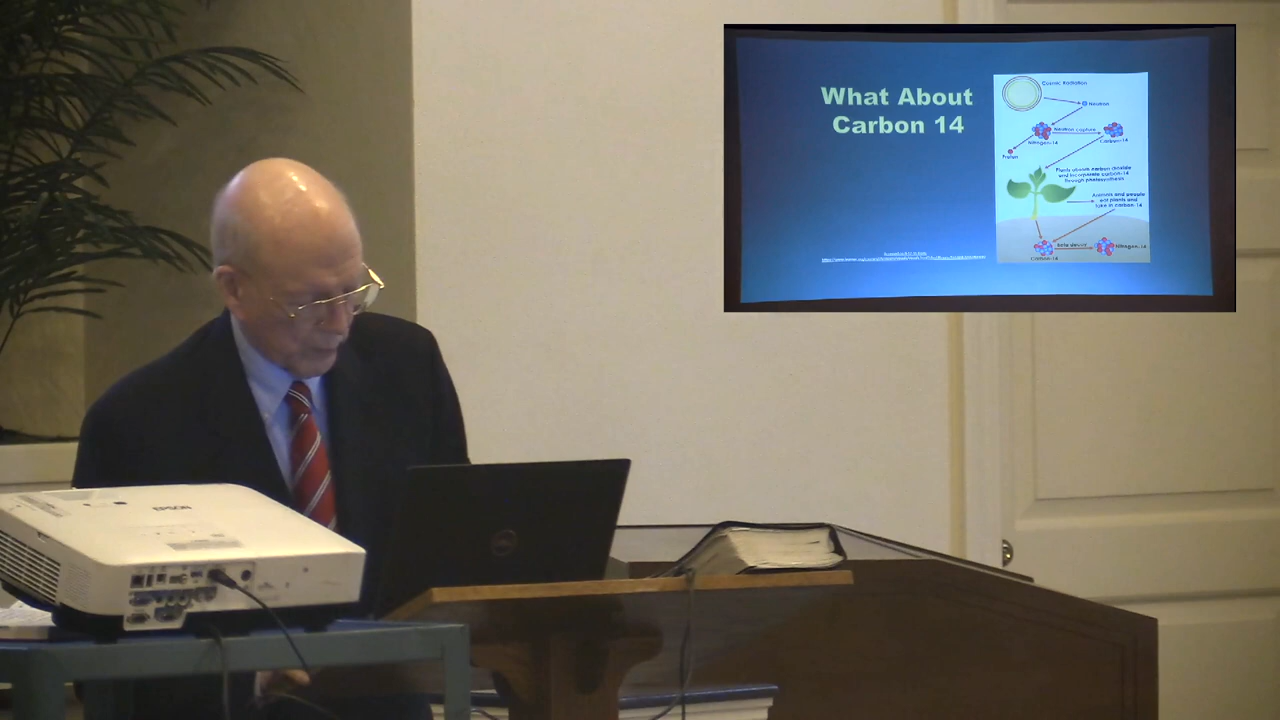 What About
Carbon 14
Cosmic Radiation
Neutron
Neutron capture
Nitrogen-14
Carbon-14
Proton
Plants absorb carbon dioxide
and incorporate carbon-14
through photosynthesis
Animals and people
eat plants and
take in carbon-14
Nitrogen-14
Carbon-14
EPSON
DELL